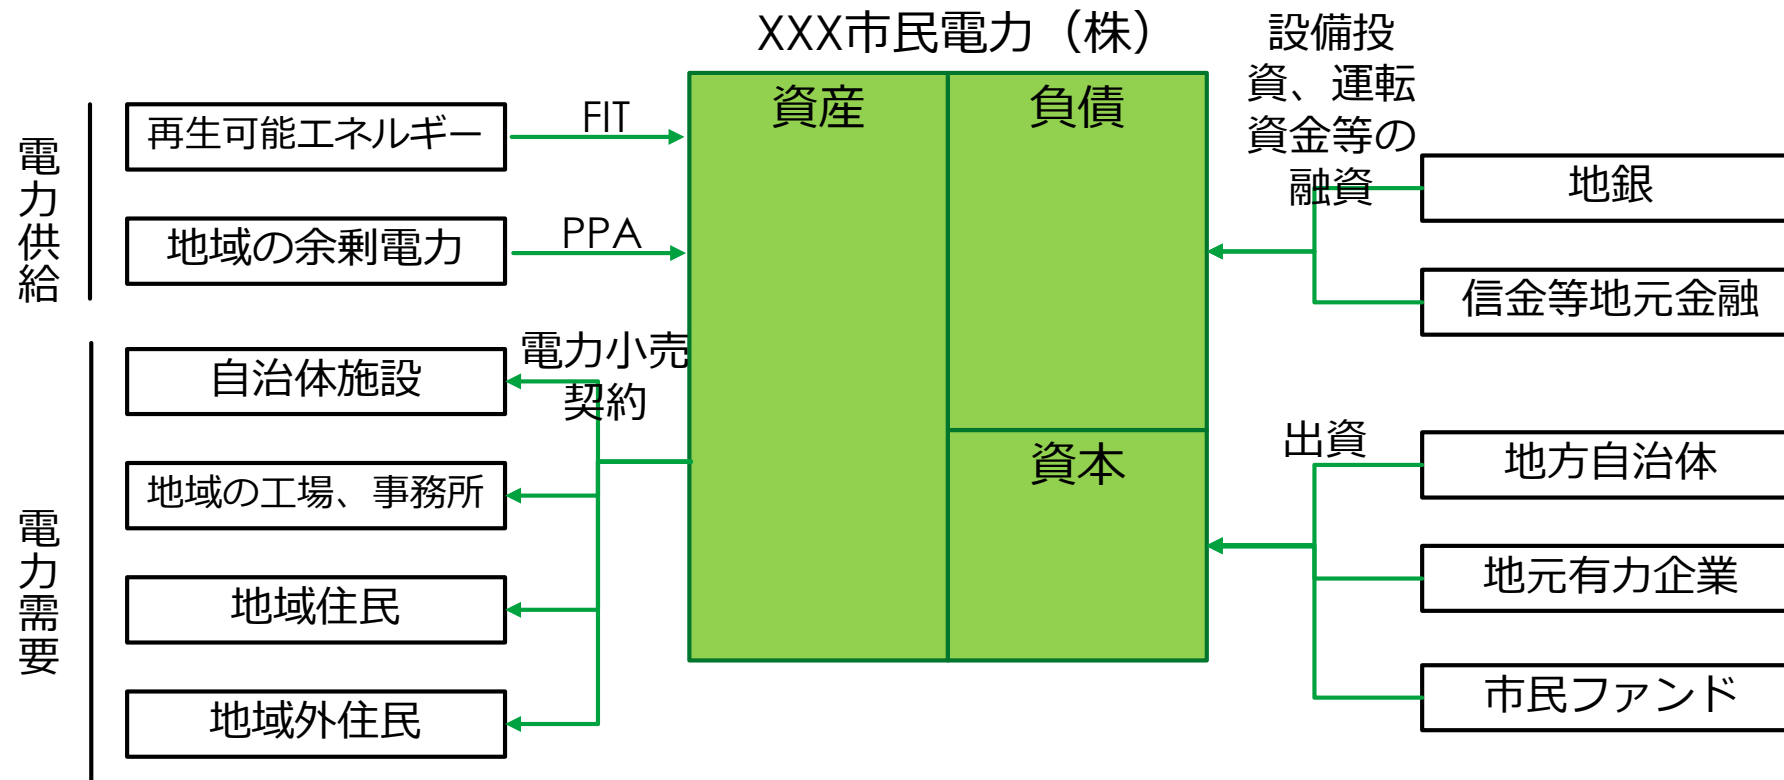 XXX市民電力（株）
電力供給
再生可能エネルギー
FIT
地域の余剰電力
PPA
電力需要
自治体施設
地域の工場、事務所
地域住民
地域外住民
電力小売
契約
資産
負債
資本
設備投
資、運転
資金等の
融資
地銀
信金等地元金融
出資
地方自治体
地元有力企業
市民ファンド